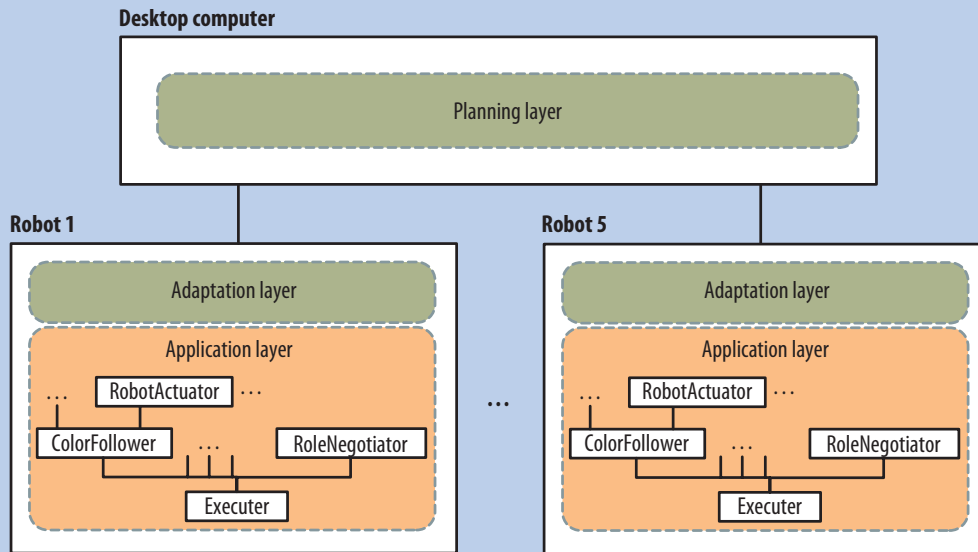 Desktop computer
Planning layer
Robot 1
Robot 5
Adaptation layer
Adaptation layer
Application layer
Application layer
... RobotActuator ...
... RobotActuator ...
...
ColorFollower ... RoleNegotiator
ColorFollower ... RoleNegotiator
Executer
Executer